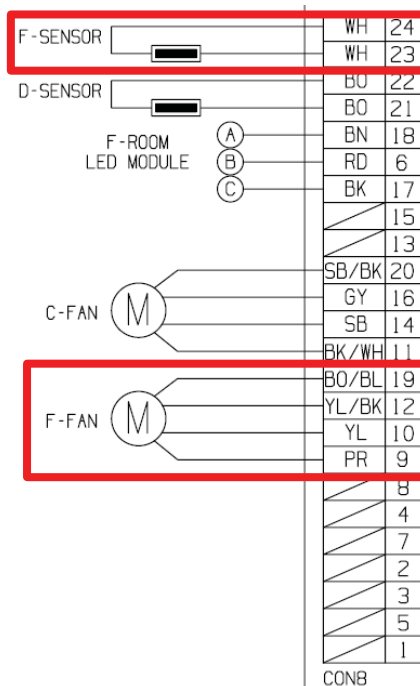 F-SENSOR WH 24
WH 23
D-SENSOR BO 22
BO 21
F-ROOM LED MODULE A BN 18
B RD 6
C BK 17
15
13
C-FAN M SB/BK 20
GY 16
SB 14
BK/WH 11
F-FAN M BO/BL 19
YL/BK 12
YL 10
PR 9
8
4
7
2
3
5
1
CON8